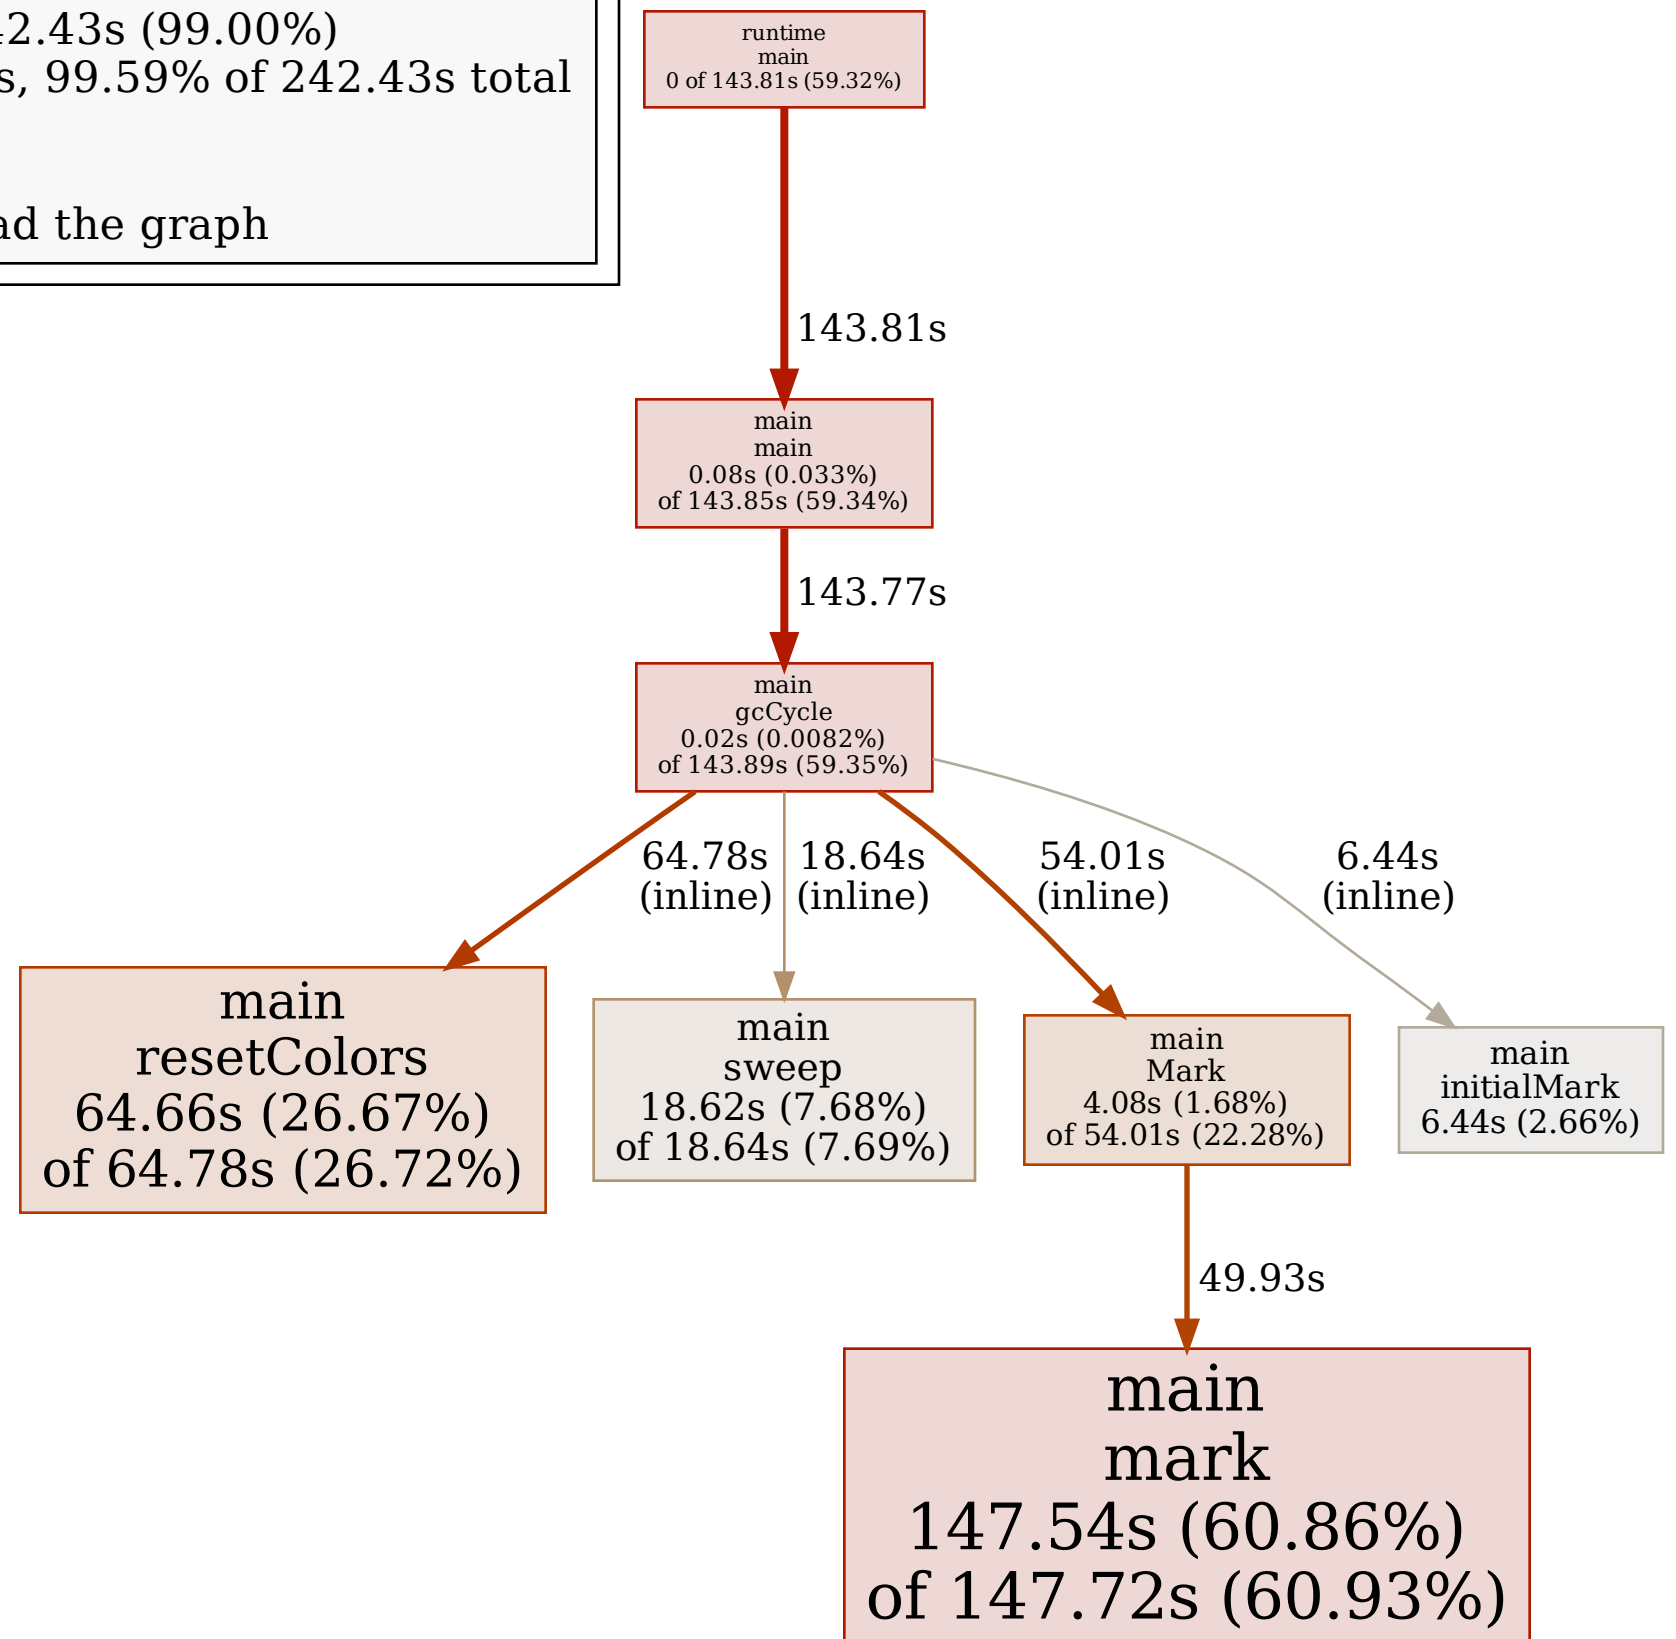 2.43s (99.00%)
s, 99.59% of 242.43s total
ad the graph
runtime
main
0 of 143.81s (59.32%)
143.81s
main
main
0.08s (0.033%)
of 143.85s (59.34%)
143.77s
main
gcCycle
0.02s (0.0082%)
of 143.89s (59.35%)
64.78s
(inline)
18.64s
(inline)
54.01s
(inline)
6.44s
(inline)
main
resetColors
64.66s (26.67%)
of 64.78s (26.72%)
main
sweep
18.62s (7.68%)
of 18.64s (7.69%)
main
Mark
4.08s (1.68%)
of 54.01s (22.28%)
main
initialMark
6.44s (2.66%)
49.93s
main
mark
147.54s (60.86%)
of 147.72s (60.93%)